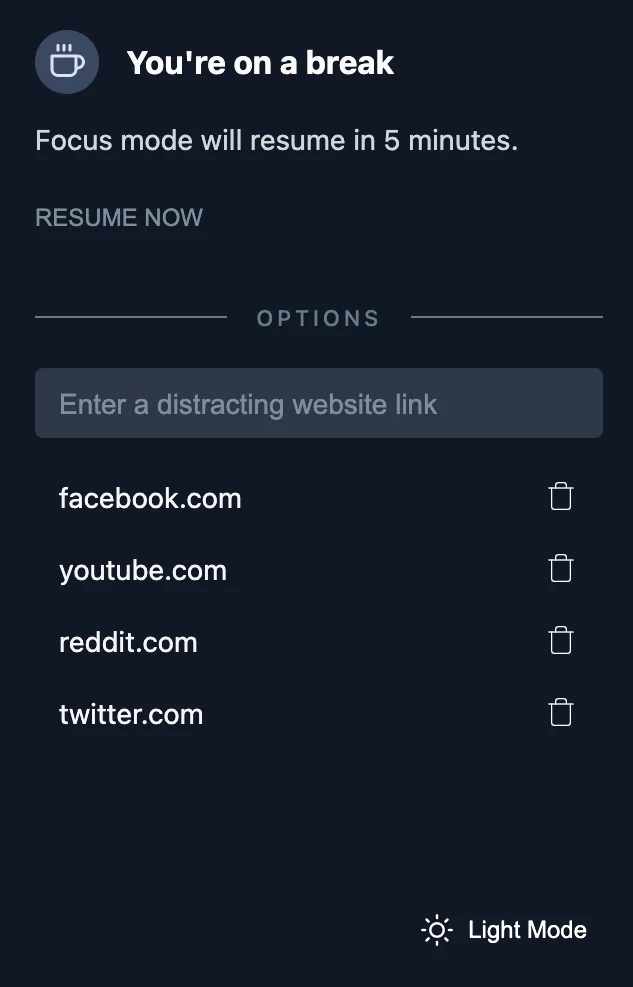 You're on a break
Focus mode will resume in 5 minutes.
RESUME NOW
OPTIONS
Enter a distracting website link
facebook.com
youtube.com
reddit.com
twitter.com
Light Mode